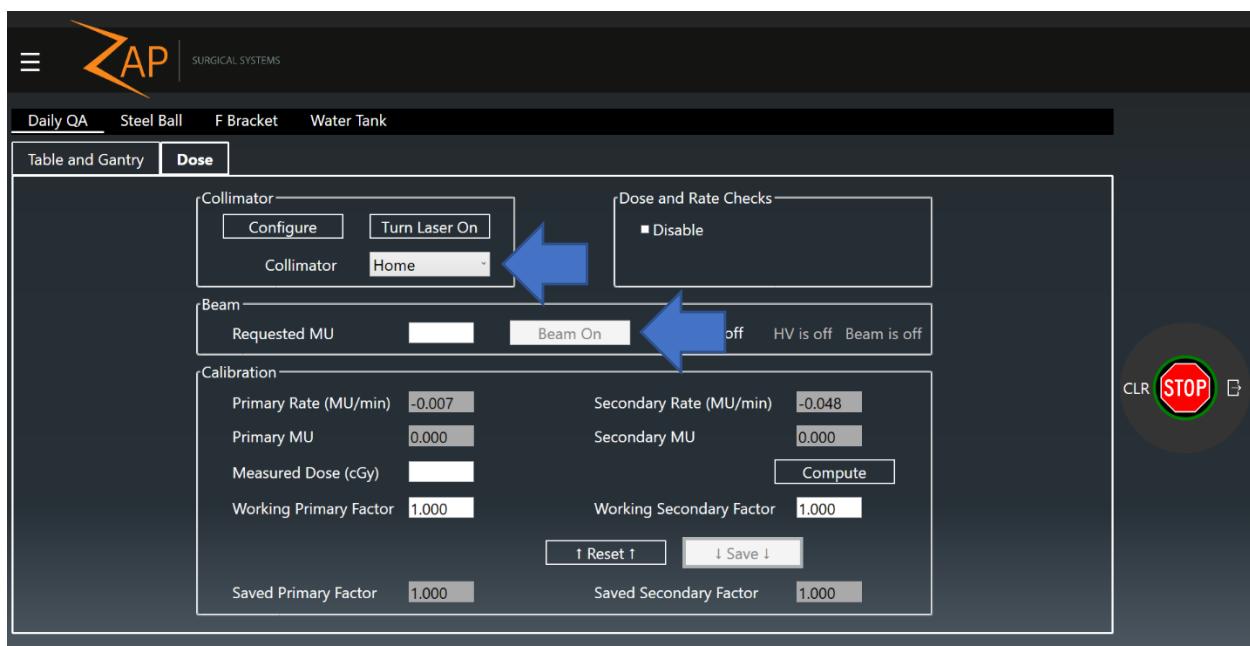 ZAP SURGICAL SYSTEMS
Daily QA Steel Ball F Bracket Water Tank
Table and Gantry Dose
Collimator
Configure Turn Laser On
Collimator Home
Dose and Rate Checks
Disable
Beam
Requested MU Beam On off HV is off Beam is off
Calibration
Primary Rate (MU/min) -0.007 Secondary Rate (MU/min) -0.048
Primary MU 0.000 Secondary MU 0.000
Measured Dose (cGy) Compute
Working Primary Factor 1.000 Working Secondary Factor 1.000
↑ Reset ↑ ↓ Save ↓
Saved Primary Factor 1.000 Saved Secondary Factor 1.000
CLR STOP